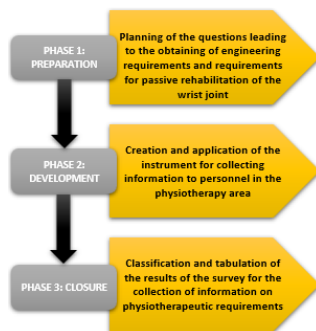 PHASE 1:
PREPARATION
Planning of the questions leading
to the obtaining of engineering
requirements and requirements
for passive rehabilitation of the
wrist joint
PHASE 2:
DEVELOPMENT
Creation and application of the
instrument for collecting
information to personnel in the
physiotherapy area
PHASE 3: CLOSURE
Classification and tabulation of
the results of the survey for the
collection of information on
physiotherapeutic requirements